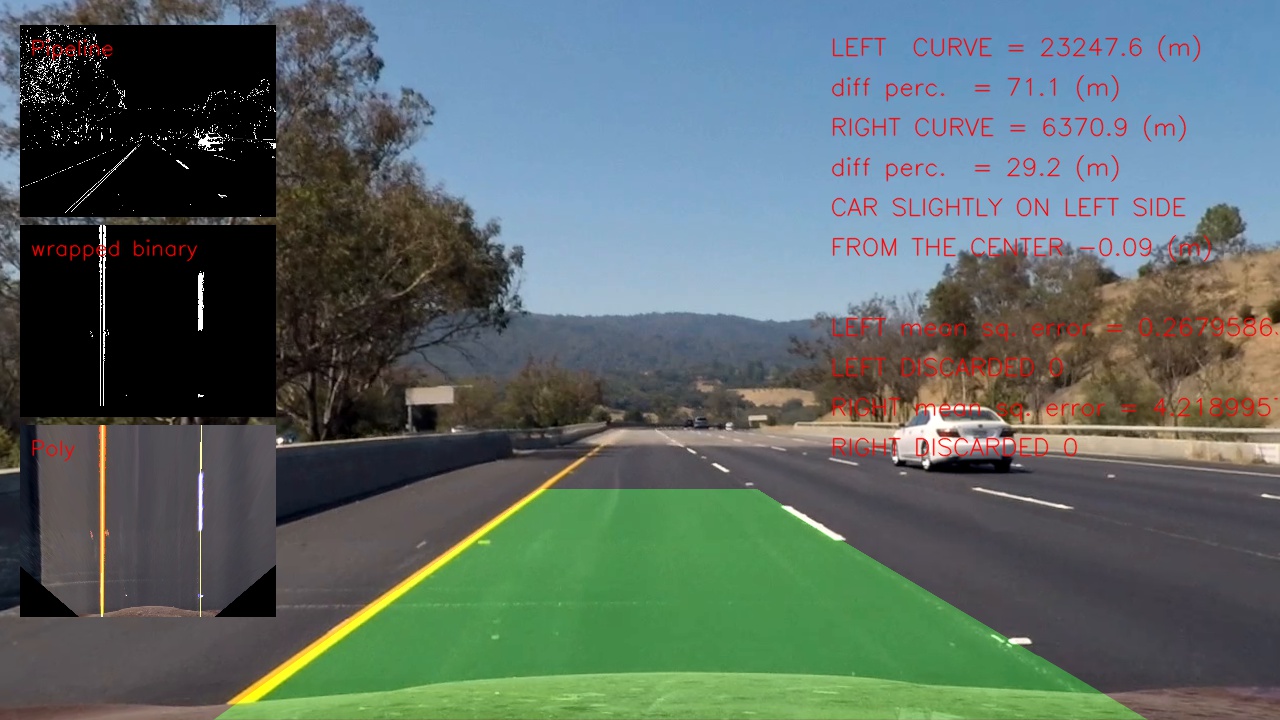 Pipeline
wrapped binary
Poly
LEFT CURVE = 23247.6 (m)
diff perc. = 71.1 (m)
RIGHT CURVE = 6370.9 (m)
diff perc. = 29.2 (m)
CAR SLIGHTLY ON LEFT SIDE
FROM THE CENTER -0.09 (m)
LEFT mean sq. error = 0.2679586
LEFT DISCARDED 0
RIGHT mean sq. error = 4.2189957
RIGHT DISCARDED 0